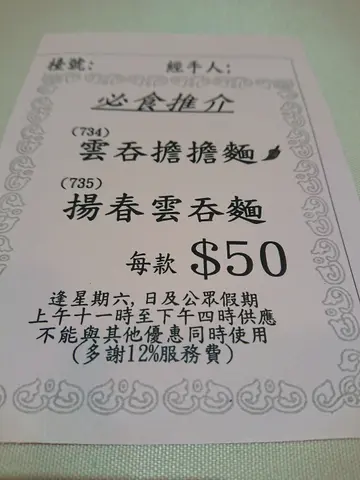 檯號: 經手人:
必食推介
(734)
雲吞擔擔麵
(735)
揚春雲吞麵
每款 $50
逢星期六,日及公眾假期
上午十一時至下午四時供應
不能與其他優惠同時使用
(多謝12%服務費)